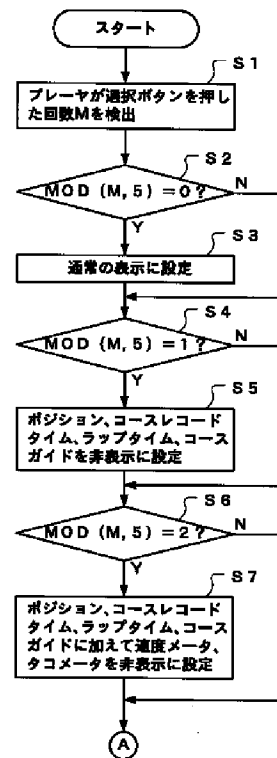 スタート
S1
プレーヤが選択ボタンを押し
た回数Mを検出
S2
MOD (M, 5) =0?
N
Y
S3
通常の表示に設定
S4
MOD (M, 5) =1?
N
Y
S5
ポジション、コースレコード
タイム、ラップタイム、コース
ガイドを非表示に設定
S6
MOD (M, 5) =2?
N
Y
S7
ポジション、コースレコード
タイム、ラップタイム、コース
ガイドに加えて速度メータ、
タコメータを非表示に設定
A